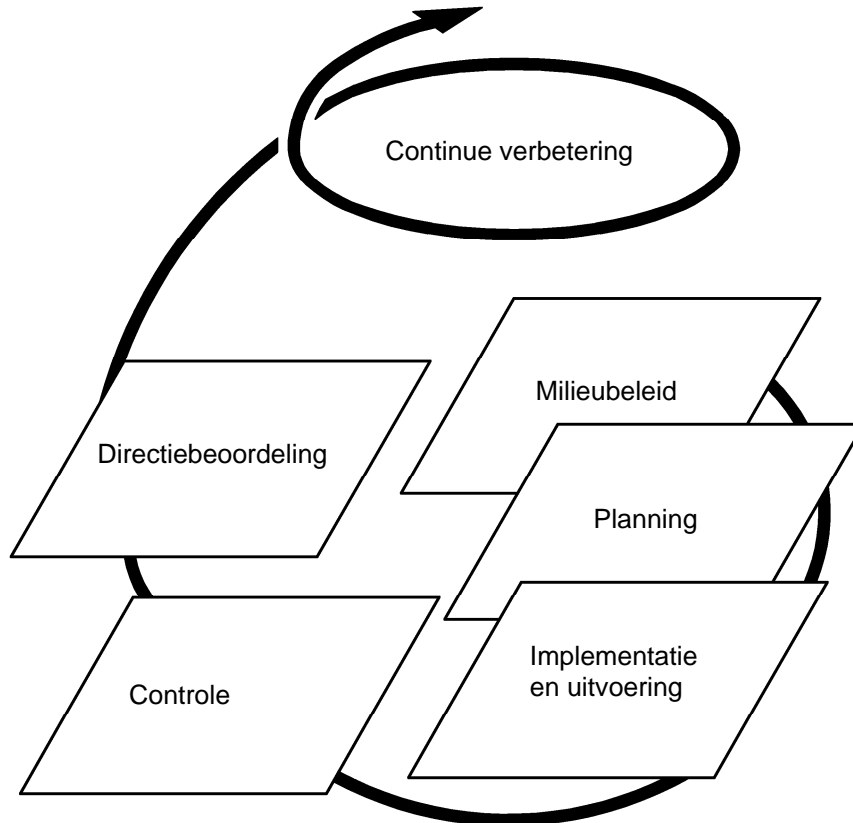 Continue verbetering
Milieubeleid
Directiebeoordeling
Planning
Implementatie
en uitvoering
Controle